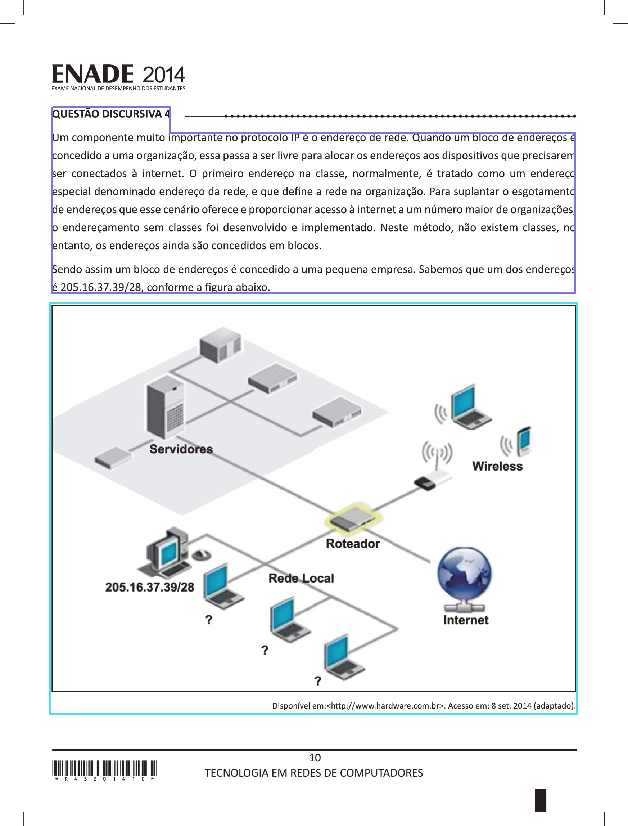 ENADE 2014
EXAME NACIONAL DE DESEMPENHO DOS ESTUDANTES
QUESTÃO DISCURSIVA 4
Um componente muito importante no protocolo IP é o endereço de rede. Quando um bloco de endereços é
concedido a uma organização, essa passa a ser livre para alocar os endereços aos dispositivos que precisarem
ser conectados à internet. O primeiro endereço na classe, normalmente, é tratado como um endereço
especial denominado endereço da rede, e que define a rede na organização. Para suplantar o esgotamento
de endereços que esse cenário oferece e proporcionar acesso à internet a um número maior de organizações,
o endereçamento sem classes foi desenvolvido e implementado. Neste método, não existem classes, no
entanto, os endereços ainda são concedidos em blocos.
Sendo assim um bloco de endereços é concedido a uma pequena empresa. Sabemos que um dos endereços
é 205.16.37.39/28, conforme a figura abaixo.
Servidores
Wireless
Roteador
Rede Local
205.16.37.39/28
?
Internet
?
?
Disponível em:<http://www.hardware.com.br>. Acesso em: 8 set. 2014 (adaptado).
10
TECNOLOGIA EM REDES DE COMPUTADORES
* R 4 3 2 0 1 4 1 0 *